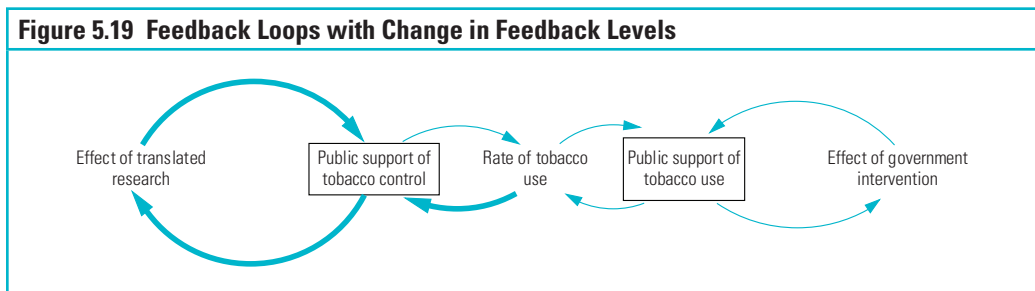 Figure 5.19 Feedback Loops with Change in Feedback Levels
Effect of translated
research
Public support of
tobacco control
Rate of tobacco
use
Public support of
tobacco use
Effect of government
intervention